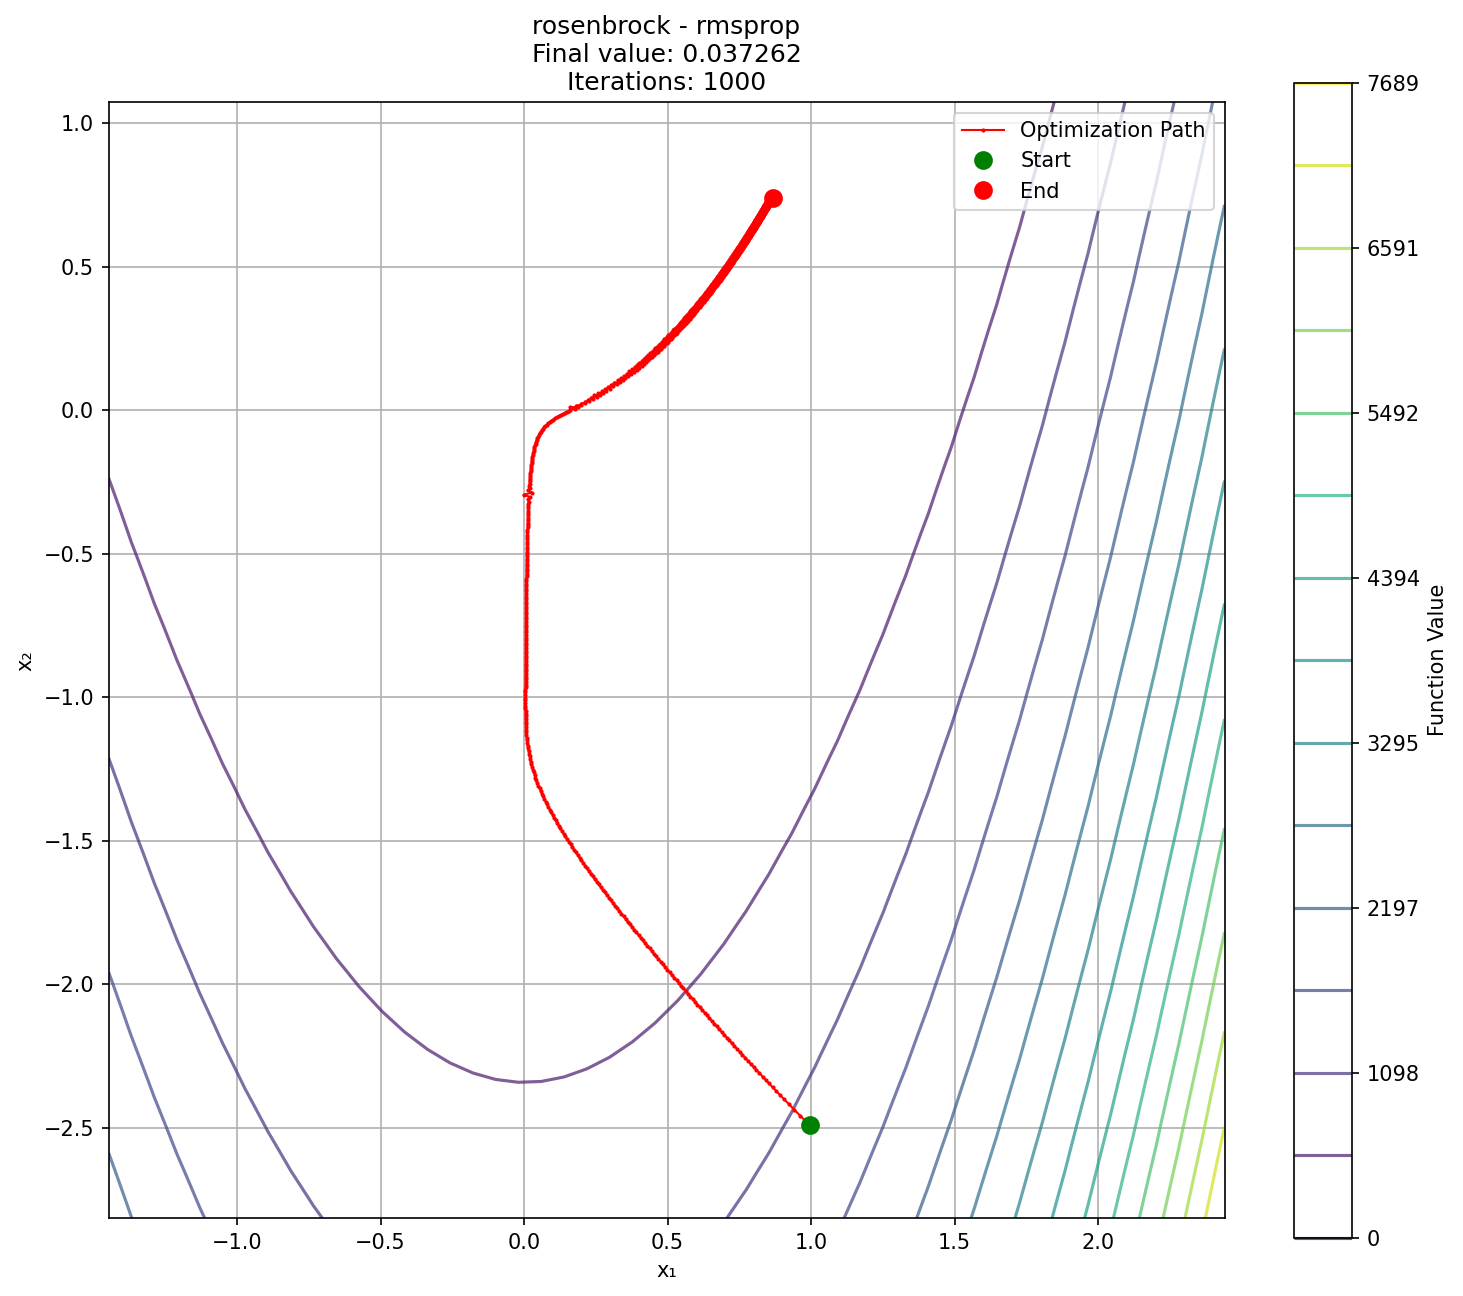 rosenbrock - rmsprop
Final value: 0.037262
Iterations: 1000
Optimization Path
Start
End
1.0
0.5
0.0
−0.5
−1.0
−1.5
−2.0
−2.5
x₂
−1.0
−0.5
0.0
0.5
1.0
1.5
2.0
x₁
7689
6591
5492
4394
3295
2197
1098
0
Function Value